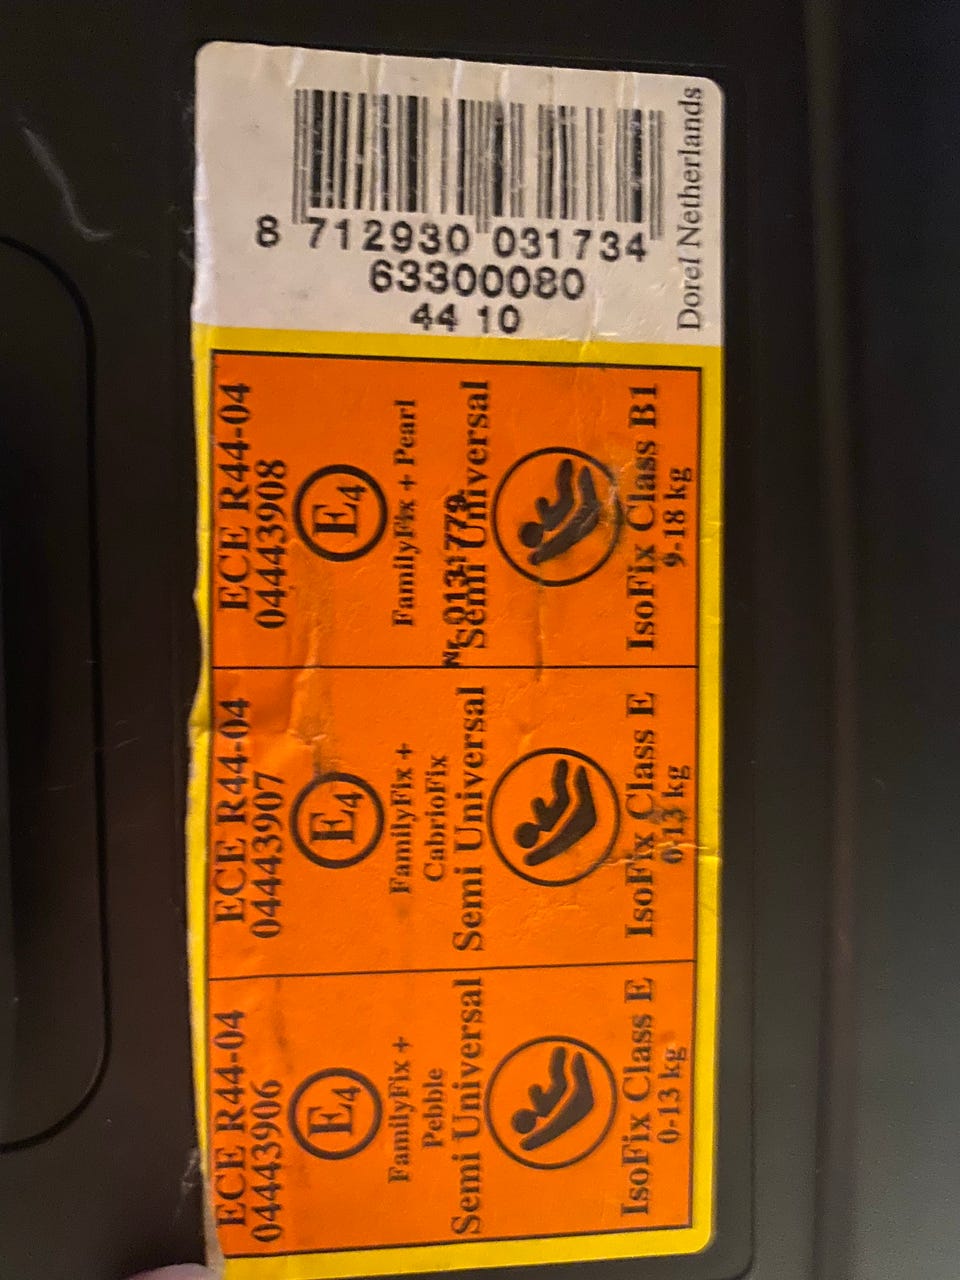 8 712930 031734
63300080
44 10
Dorel Netherlands
ECE R44-04
04443908
E4
FamilyFix + Pearl
Nr. 0131779
Semi Universal
IsoFix Class B1
9-18 kg
ECE R44-04
04443907
E4
FamilyFix +
CabrioFix
Semi Universal
IsoFix Class E
0-13 kg
ECE R44-04
04443906
E4
FamilyFix +
Pebble
Semi Universal
IsoFix Class E
0-13 kg